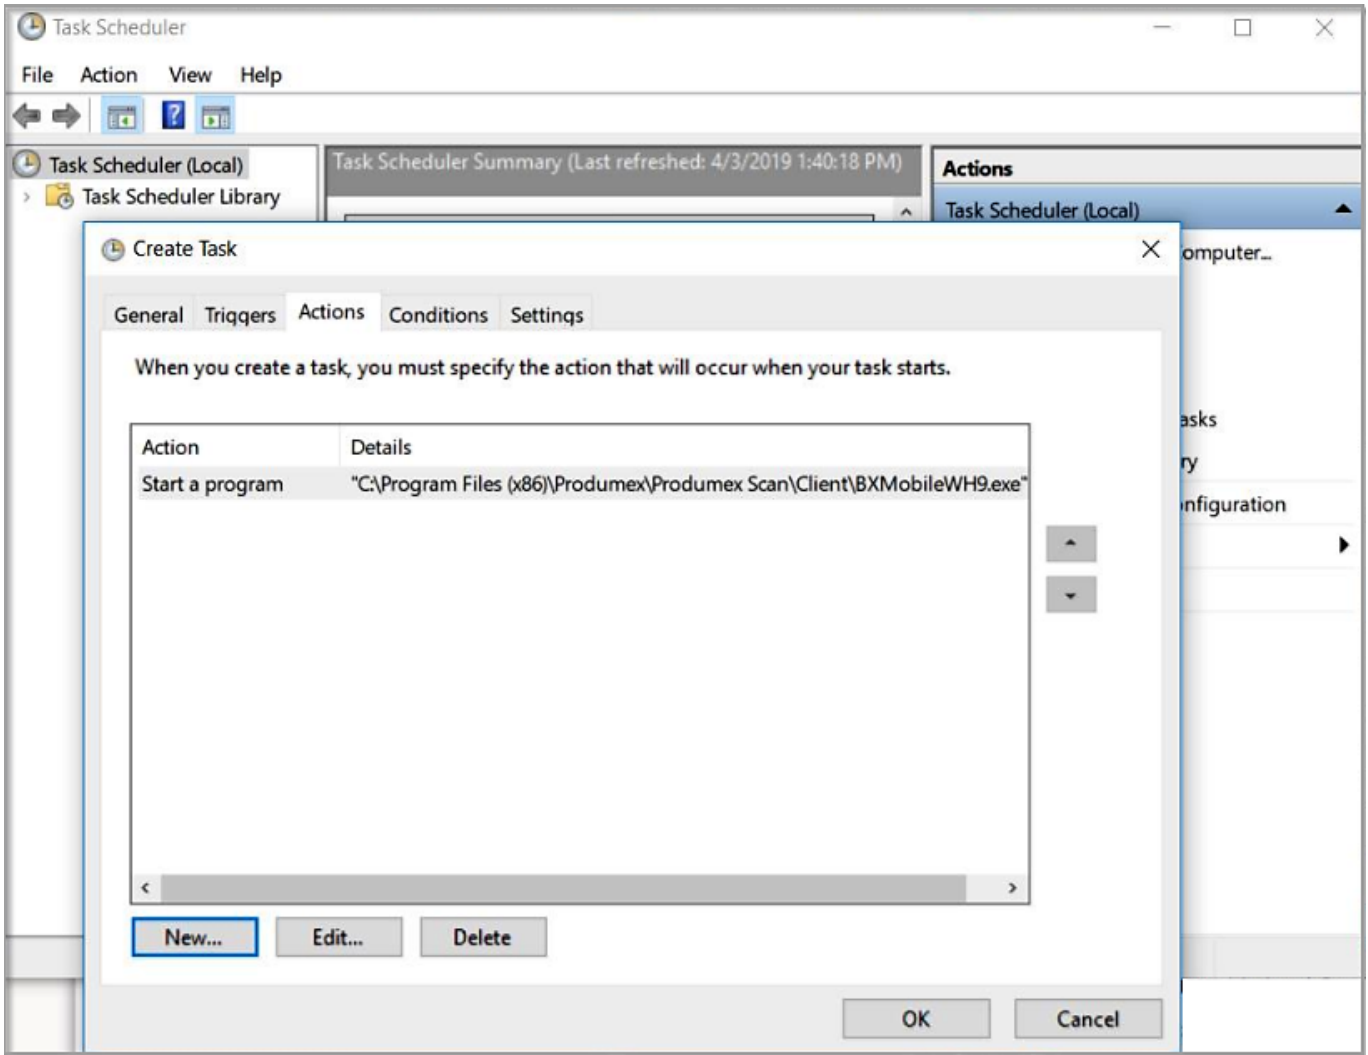 Task Scheduler
File Action View Help
?
Task Scheduler (Local)
Task Scheduler Library
Task Scheduler Summary (Last refreshed: 4/3/2019 1:40:18 PM)
Actions
Task Scheduler (Local)
omputer...
asks
ry
nfiguration
Create Task
General Triggers Actions Conditions Settings
When you create a task, you must specify the action that will occur when your task starts.
Action Details
Start a program "C:\Program Files (x86)\Produmex\Produmex Scan\Client\BXMobileWH9.exe"
New... Edit... Delete
OK Cancel